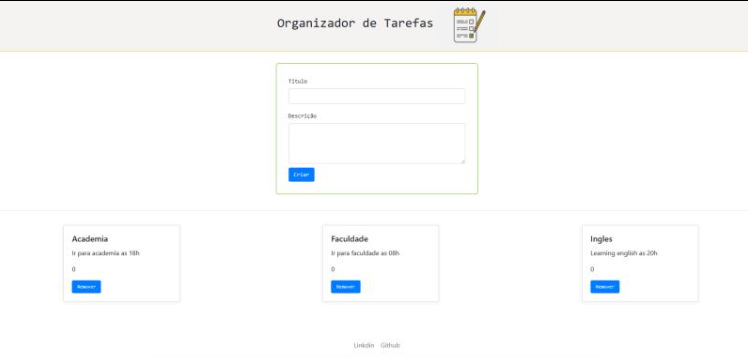 Organizador de Tarefas
Título
Descrição
Criar
Academia
Ir para academia as 18h
0
Remover
Faculdade
Ir para faculdade as 08h
0
Remover
Ingles
Learning english as 20h
0
Remover
Linkdin Github